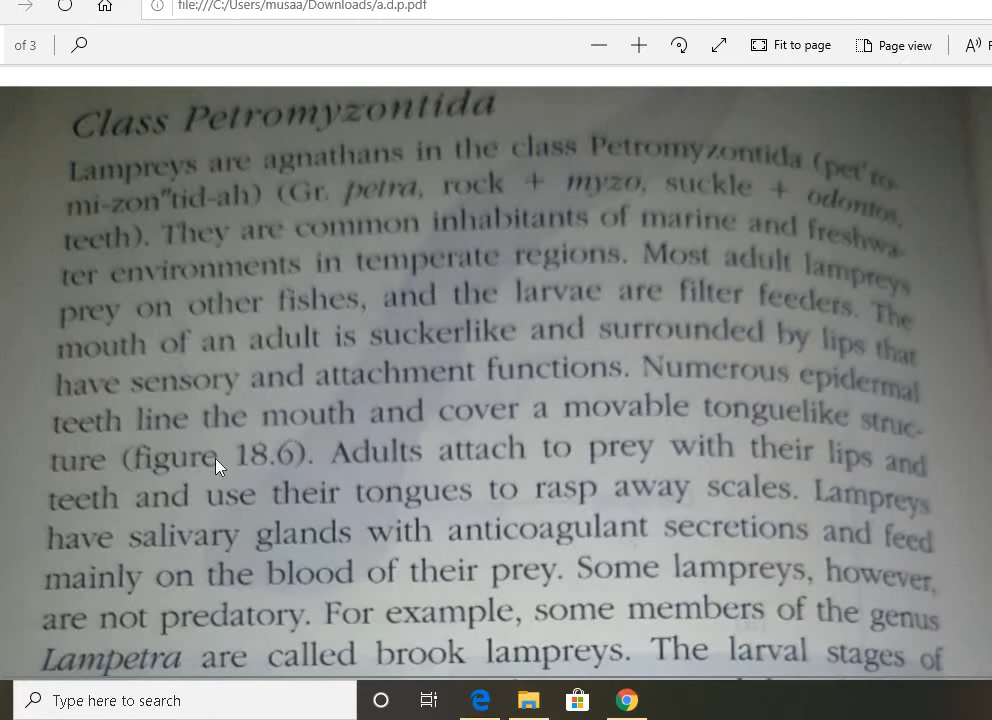 file:///C:/Users/musaa/Downloads/a.d.p.pdf
of 3 Fit to page Page view A
Class Petromyzontida
Lampreys are agnathans in the class Petromyzontida (pet'ro-
mi-zon"tid-ah) (Gr. petra, rock + myzo, suckle + odontos,
teeth). They are common inhabitants of marine and freshwa-
ter environments in temperate regions. Most adult lampreys
prey on other fishes, and the larvae are filter feeders. The
mouth of an adult is suckerlike and surrounded by lips that
have sensory and attachment functions. Numerous epidermal
teeth line the mouth and cover a movable tonguelike struc-
ture (figure 18.6). Adults attach to prey with their lips and
teeth and use their tongues to rasp away scales. Lampreys
have salivary glands with anticoagulant secretions and feed
mainly on the blood of their prey. Some lampreys, however,
are not predatory. For example, some members of the genus
Lampetra are called brook lampreys. The larval stages of
Type here to search